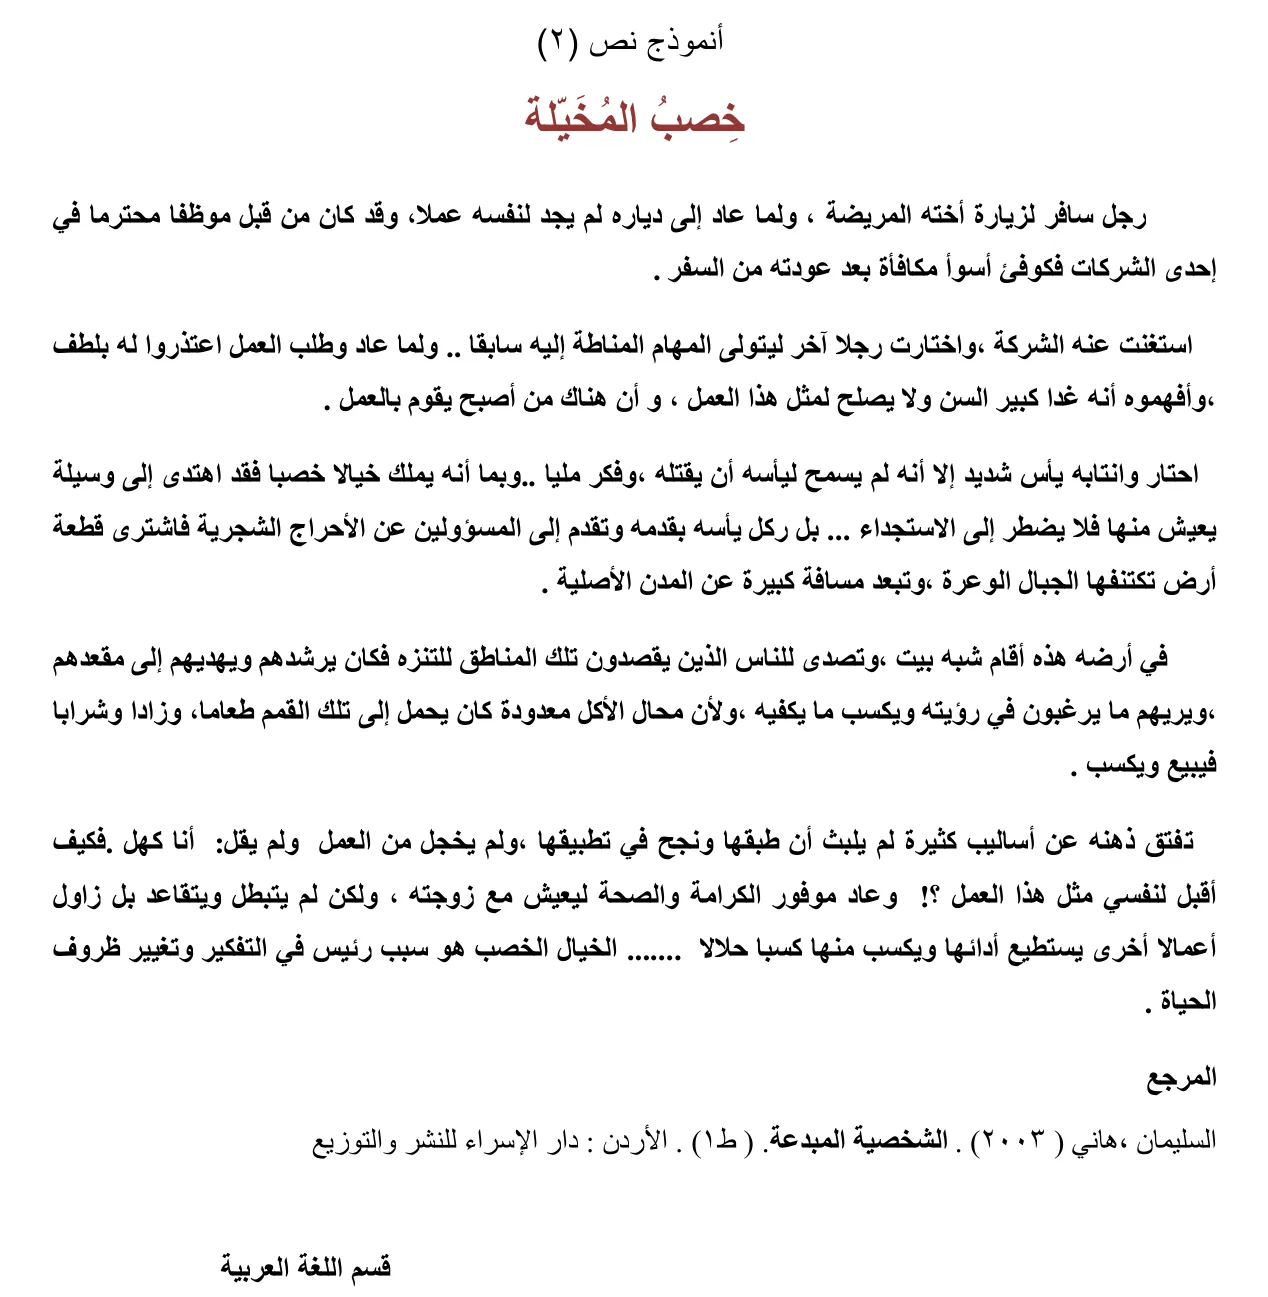 أنموذج نص (٢)
خِصبُ المُخَيّلة
رجل سافر لزيارة أخته المريضة ، ولما عاد إلى دياره لم يجد لنفسه عملا، وقد كان من قبل موظفا محترما في
إحدى الشركات فكوفئ أسوأ مكافأة بعد عودته من السفر .
استغنت عنه الشركة ،واختارت رجلا آخر ليتولى المهام المناطة إليه سابقا .. ولما عاد وطلب العمل اعتذروا له بلطف
،وأفهموه أنه غدا كبير السن ولا يصلح لمثل هذا العمل ، و أن هناك من أصبح يقوم بالعمل .
احتار وانتابه يأس شديد إلا أنه لم يسمح ليأسه أن يقتله ،وفكر مليا ..وبما أنه يملك خيالا خصبا فقد اهتدى إلى وسيلة
يعيش منها فلا يضطر إلى الاستجداء ... بل ركل يأسه بقدمه وتقدم إلى المسؤولين عن الأحراج الشجرية فاشترى قطعة
أرض تكتنفها الجبال الوعرة ،وتبعد مسافة كبيرة عن المدن الأصلية .
في أرضه هذه أقام شبه بيت ،وتصدى للناس الذين يقصدون تلك المناطق للتنزه فكان يرشدهم ويهديهم إلى مقعدهم
،ويريهم ما يرغبون في رؤيته ويكسب ما يكفيه ،ولأن محال الأكل معدودة كان يحمل إلى تلك القمم طعاما، وزادا وشرابا
فيبيع ويكسب .
تفتق ذهنه عن أساليب كثيرة لم يلبث أن طبقها ونجح في تطبيقها ،ولم يخجل من العمل ولم يقل: أنا كهل .فكيف
أقبل لنفسي مثل هذا العمل ؟! وعاد موفور الكرامة والصحة ليعيش مع زوجته ، ولكن لم يتبطل ويتقاعد بل زاول
أعمالا أخرى يستطيع أدائها ويكسب منها كسبا حلالا ....... الخيال الخصب هو سبب رئيس في التفكير وتغيير ظروف
الحياة .
المرجع
السليمان ،هاني ( ٢٠٠٣) . الشخصية المبدعة. ( ط١) . الأردن : دار الإسراء للنشر والتوزيع
قسم اللغة العربية